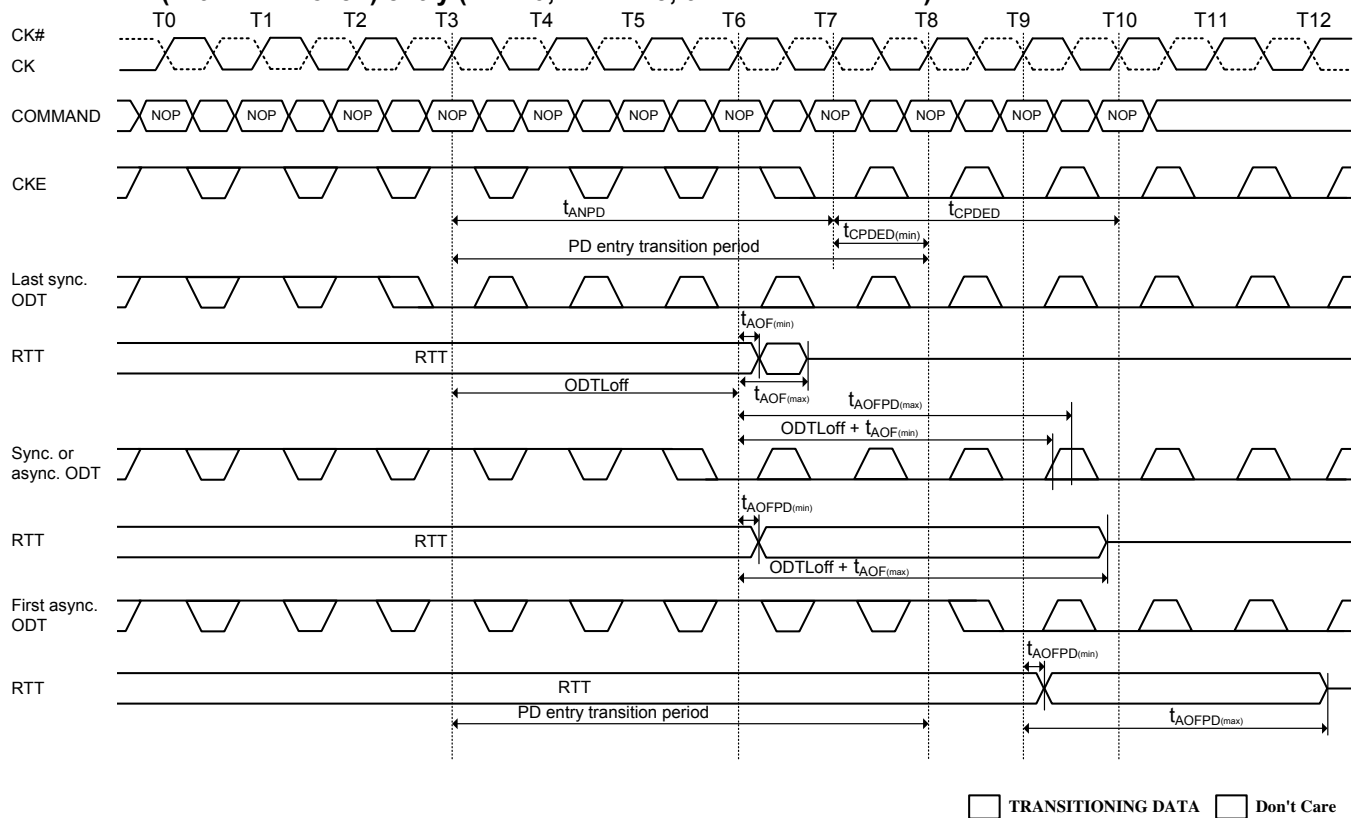 T0 T1 T2 T3 T4 T5 T6 T7 T8 T9 T10 T11 T12
CK#
CK
COMMAND NOP NOP NOP NOP NOP NOP NOP NOP NOP NOP NOP
CKE
tANPD tCPDED
tCPDED(min)
PD entry transition period
Last sync.
ODT
tAOF(min)
RTT RTT
ODTLoff tAOF(max)
tAOFPD(max)
ODTLoff + tAOF(min)
Sync. or
async. ODT
tAOFPD(min)
RTT RTT
ODTLoff + tAOF(max)
First async.
ODT
tAOFPD(min)
RTT RTT
PD entry transition period
tAOFPD(max)
TRANSITIONING DATA Don't Care